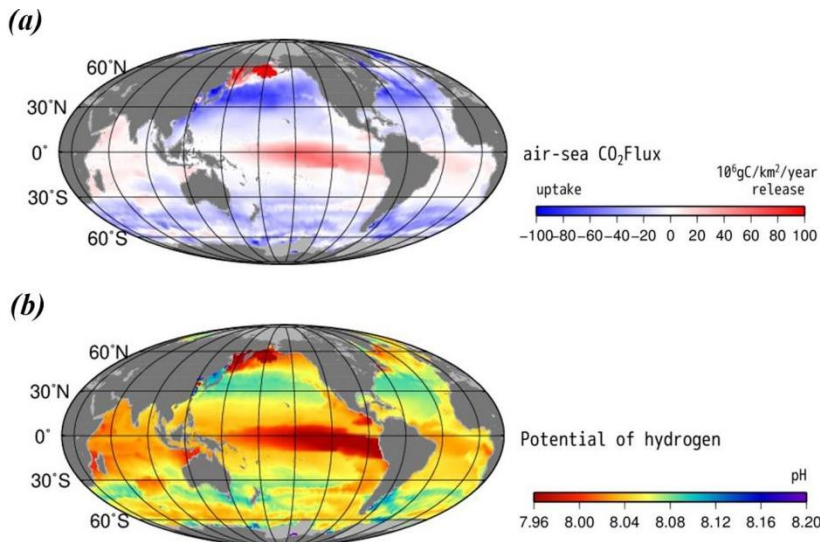 (a)
60°N
30°N
0°
30°S
60°S
air-sea CO₂Flux
10⁶gC/km²/year
uptake release
−100−80 −60 −40 −20 0 20 40 60 80 100
(b)
60°N
30°N
0°
30°S
60°S
Potential of hydrogen
pH
7.96 8.00 8.04 8.08 8.12 8.16 8.20